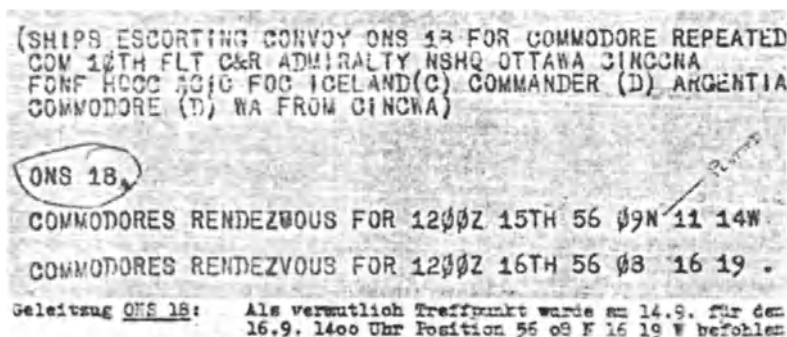 (SHIPS ESCORTING CONVOY ONS 18 FOR COMMODORE REPEATED
COM 1ØTH FLT C&R ADMIRALTY NSHQ OTTAWA CINCCNA
FONF HCCC ACIC FOC ICELAND(C) COMMANDER (D) ARGENTIA
COMMODORE (D) WA FROM CINCWA)
ONS 18.
COMMODORES RENDEZVOUS FOR 12ØØZ 15TH 56 Ø9N 11 14W.
COMMODORES RENDEZVOUS FOR 12ØØZ 16TH 56 Ø8 16 19 .
Geleitzug ONS 18: Als vermutlich Treffpunkt wurde am 14.9. für den
16.9. 14oo Uhr Position 56 o8 N 16 19 W befohlen